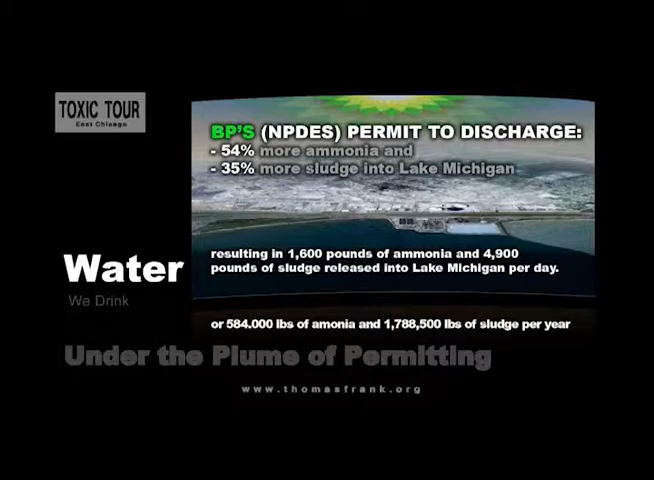 TOXIC TOUR
East Chicago
BP'S (NPDES) PERMIT TO DISCHARGE:
- 54% more ammonia and
- 35% more sludge into Lake Michigan
resulting in 1,600 pounds of ammonia and 4,900
pounds of sludge released into Lake Michigan per day.
Water
We Drink
or 584.000 lbs of amonia and 1,788,500 lbs of sludge per year
Under the Plume of Permitting
www.thomasfrank.org